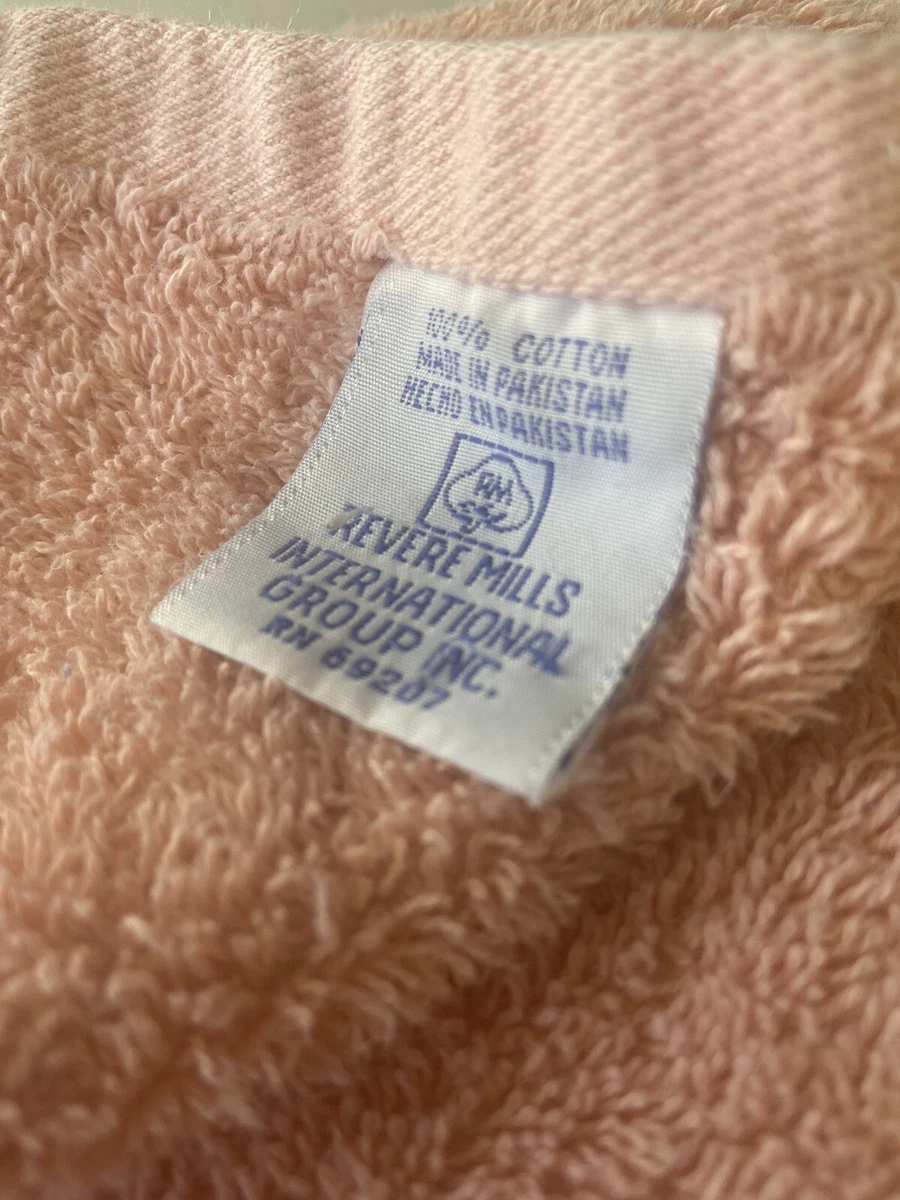 100% COTTON
MADE IN PAKISTAN
HECHO EN PAKISTAN
RM
REVERE MILLS
INTERNATIONAL
GROUP INC.
RN 69207